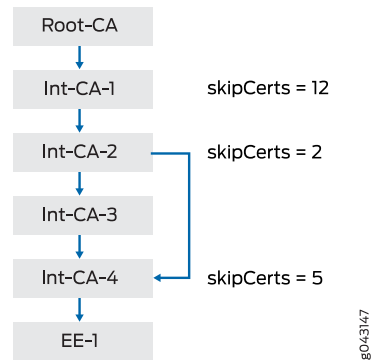 Root-CA
Int-CA-1 skipCerts = 12
Int-CA-2 skipCerts = 2
Int-CA-3
Int-CA-4 skipCerts = 5
EE-1
g043147